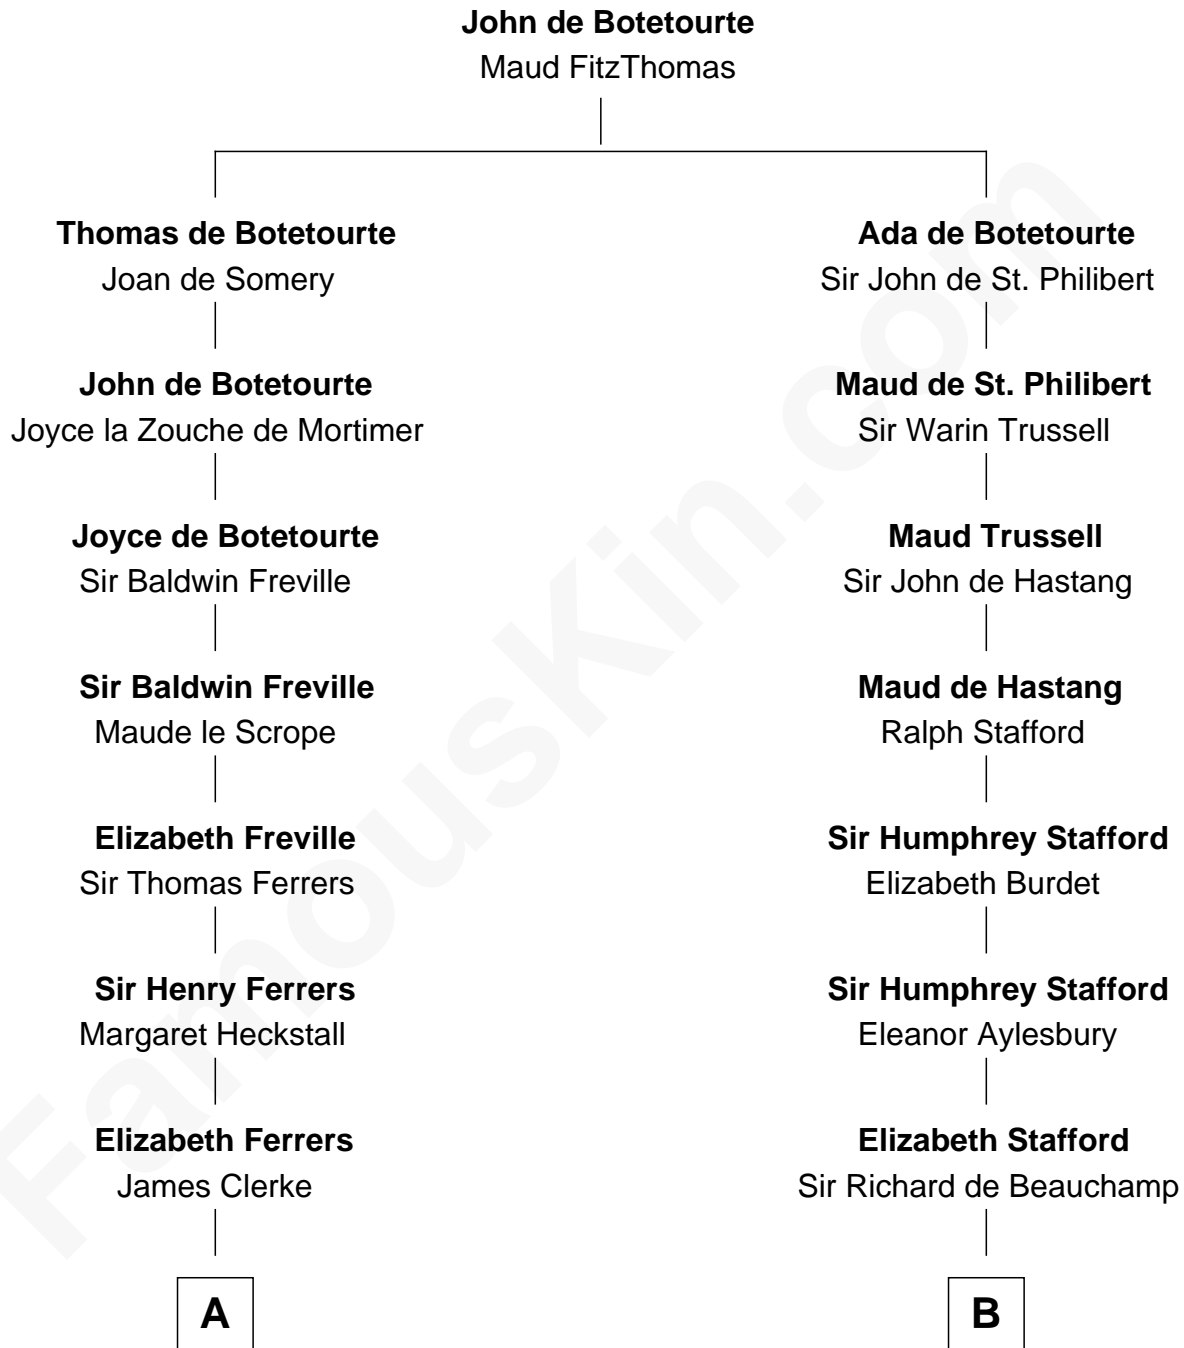 John de Botetourte
Maud FitzThomas
Thomas de Botetourte
Joan de Somery
John de Botetourte
Joyce la Zouche de Mortimer
Joyce de Botetourte
Sir Baldwin Freville
Sir Baldwin Freville
Maude le Scrope
Elizabeth Freville
Sir Thomas Ferrers
Sir Henry Ferrers
Margaret Heckstall
Elizabeth Ferrers
James Clerke
A
Ada de Botetourte
Sir John de St. Philibert
Maud de St. Philibert
Sir Warin Trussell
Maud Trussell
Sir John de Hastang
Maud de Hastang
Ralph Stafford
Sir Humphrey Stafford
Elizabeth Burdet
Sir Humphrey Stafford
Eleanor Aylesbury
Elizabeth Stafford
Sir Richard de Beauchamp
B
FamousKin.com